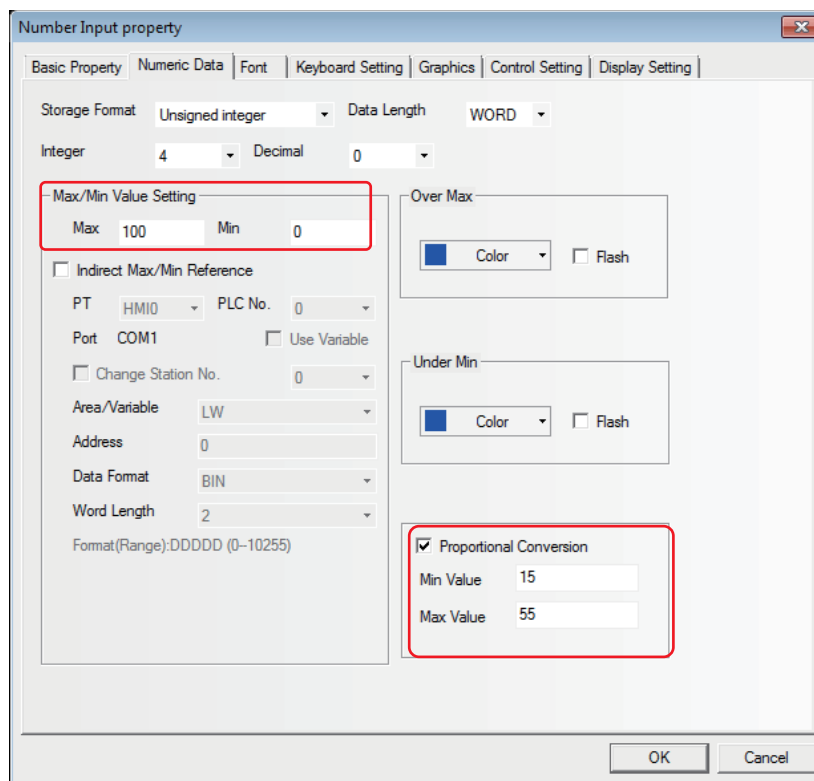 Number Input property
Basic Property Numeric Data Font Keyboard Setting Graphics Control Setting Display Setting
Storage Format Unsigned integer Data Length WORD
Integer 4 Decimal 0
Max/Min Value Setting
Max 100 Min 0
Indirect Max/Min Reference
PT HMI0 PLC No. 0
Port COM1 Use Variable
Change Station No. 0
Area/Variable LW
Address 0
Data Format BIN
Word Length 2
Format(Range):DDDDD (0--10255)
Over Max
Color Flash
Under Min
Color Flash
Proportional Conversion
Min Value 15
Max Value 55
OK Cancel